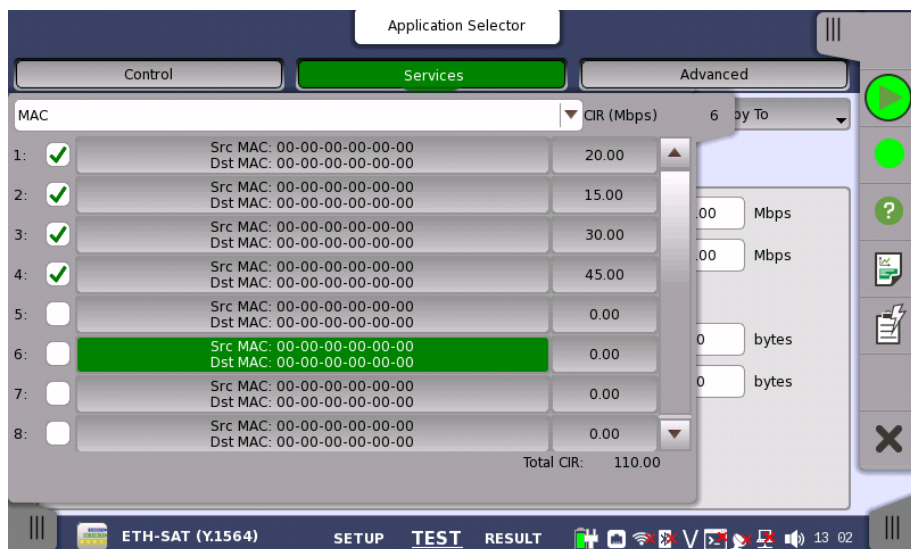 Application Selector
Control
Services
Advanced
MAC
CIR (Mbps)
6
by To
1:
Src MAC: 00-00-00-00-00-00
Dst MAC: 00-00-00-00-00-00
20.00
2:
Src MAC: 00-00-00-00-00-00
Dst MAC: 00-00-00-00-00-00
15.00
.00
Mbps
3:
Src MAC: 00-00-00-00-00-00
Dst MAC: 00-00-00-00-00-00
30.00
.00
Mbps
4:
Src MAC: 00-00-00-00-00-00
Dst MAC: 00-00-00-00-00-00
45.00
5:
Src MAC: 00-00-00-00-00-00
Dst MAC: 00-00-00-00-00-00
0.00
6:
Src MAC: 00-00-00-00-00-00
Dst MAC: 00-00-00-00-00-00
0.00
0
bytes
7:
Src MAC: 00-00-00-00-00-00
Dst MAC: 00-00-00-00-00-00
0.00
0
bytes
8:
Src MAC: 00-00-00-00-00-00
Dst MAC: 00-00-00-00-00-00
0.00
Total CIR: 110.00
ETH-SAT (Y.1564)
SETUP
TEST
RESULT
13 02